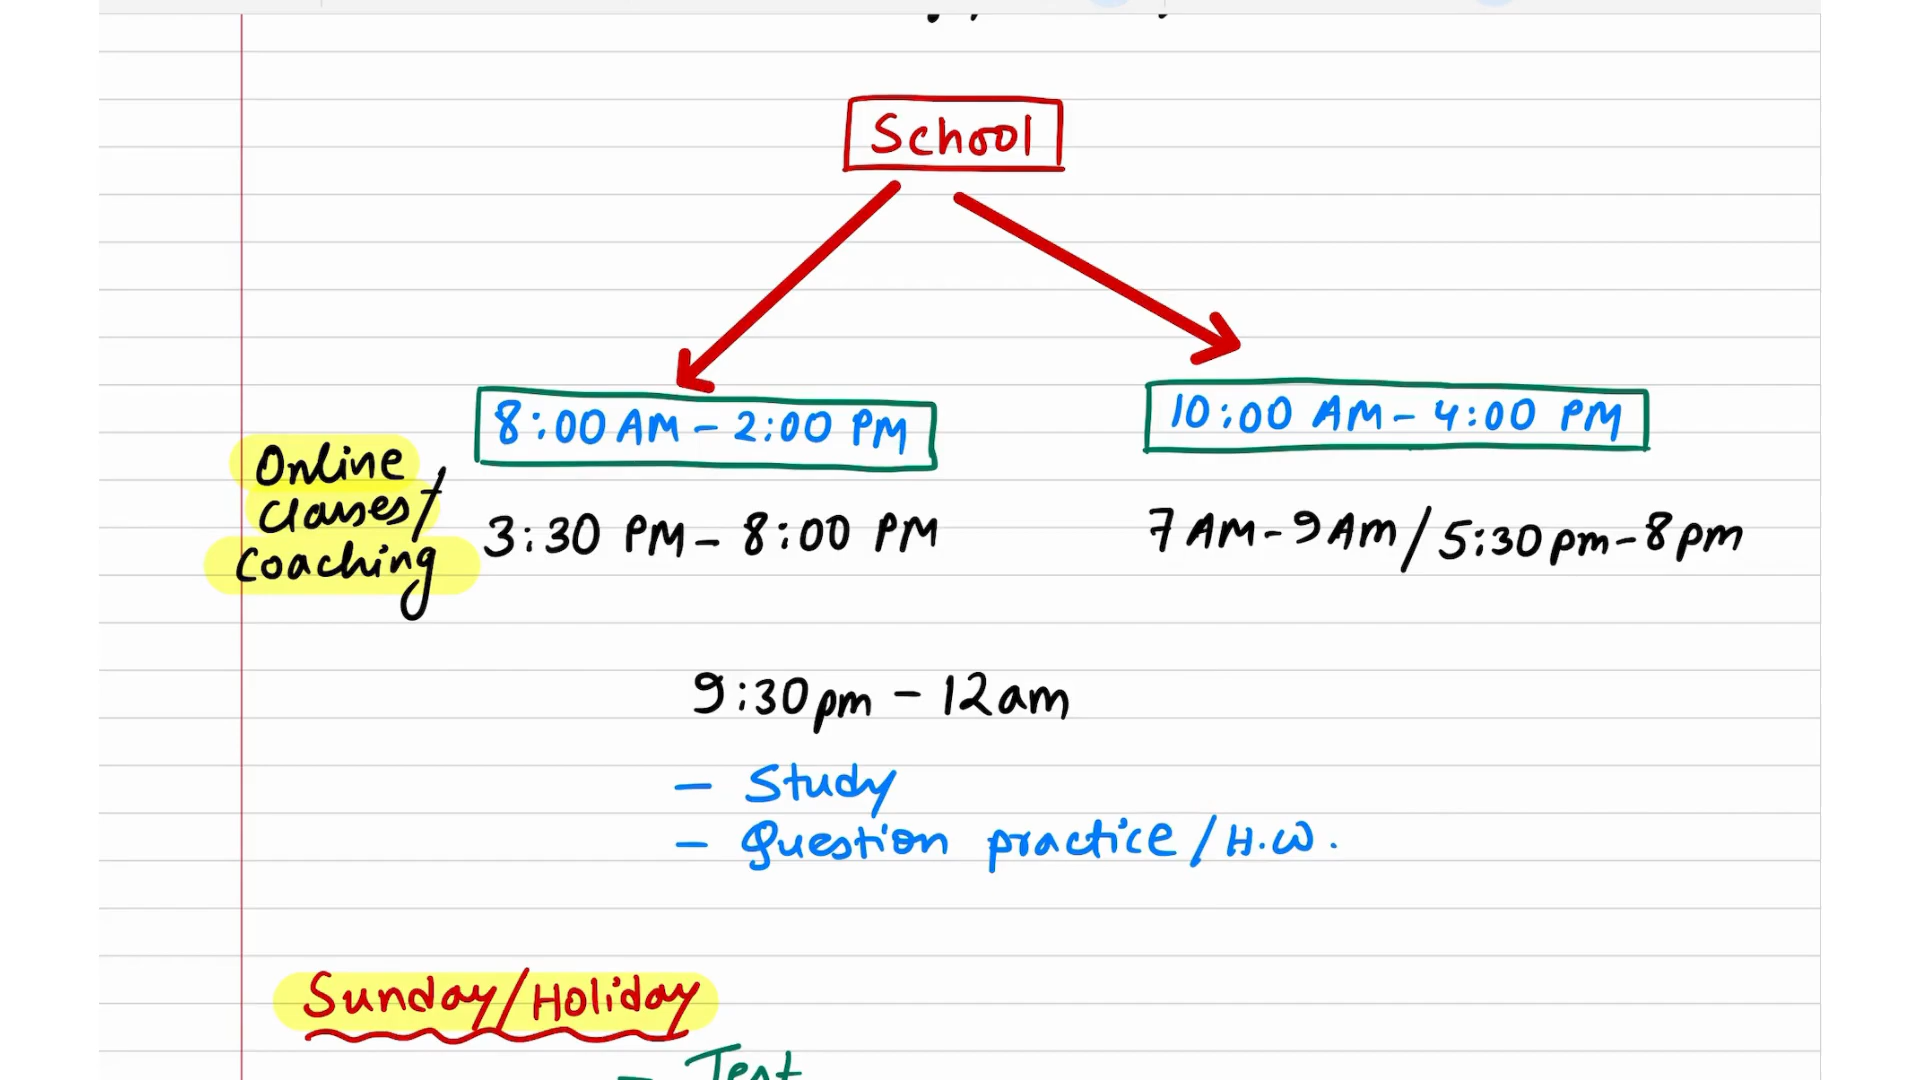 School
8:00 AM - 2:00 PM
10:00 AM - 4:00 PM
Online
classes/
Coaching
3:30 PM - 8:00 PM
7 AM - 9 Am / 5:30 pm - 8 pm
9:30 pm - 12 am
- Study
- Question practice / H.W.
Sunday/Holiday
- Test